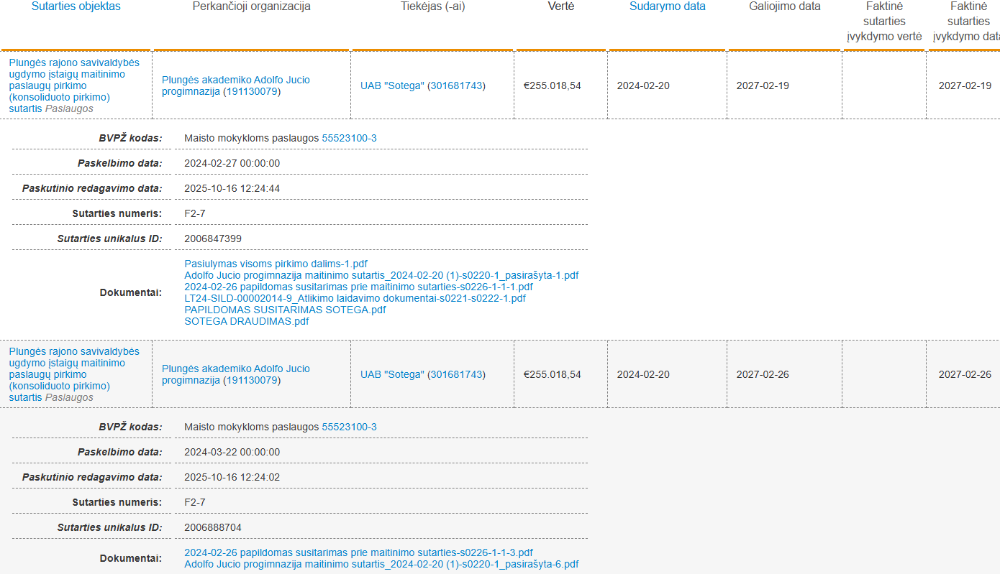 Sutarties objektas
Perkančioji organizacija
Tiekėjas (-ai)
Vertė
Sudarymo data
Galiojimo data
Faktinė
sutarties
įvykdymo vertė
Faktinė
sutarties
įvykdymo data
Plungės rajono savivaldybės
ugdymo įstaigų maitinimo
paslaugų pirkimo
(konsoliduoto pirkimo)
sutartis Paslaugos
Plungės akademiko Adolfo Jucio
progimnazija (191130079)
UAB "Sotega" (301681743)
€255.018,54
2024-02-20
2027-02-19
2027-02-19
BVPŽ kodas:
Maisto mokykloms paslaugos 55523100-3
Paskelbimo data:
2024-02-27 00:00:00
Paskutinio redagavimo data:
2025-10-16 12:24:44
Sutarties numeris:
F2-7
Sutarties unikalus ID:
2006847399
Dokumentai:
Pasiulymas visoms pirkimo dalims-1.pdf
Adolfo Jucio progimnazija maitinimo sutartis_2024-02-20 (1)-s0220-1_pasirašyta-1.pdf
2024-02-26 papildomas susitarimas prie maitinimo sutarties-s0226-1-1-1.pdf
LT24-SILD-00002014-9_Atlikimo laidavimo dokumentai-s0221-s0222-1.pdf
PAPILDOMAS SUSITARIMAS SOTEGA.pdf
SOTEGA DRAUDIMAS.pdf
Plungės rajono savivaldybės
ugdymo įstaigų maitinimo
paslaugų pirkimo
(konsoliduoto pirkimo)
sutartis Paslaugos
Plungės akademiko Adolfo Jucio
progimnazija (191130079)
UAB "Sotega" (301681743)
€255.018,54
2024-02-20
2027-02-26
2027-02-26
BVPŽ kodas:
Maisto mokykloms paslaugos 55523100-3
Paskelbimo data:
2024-03-22 00:00:00
Paskutinio redagavimo data:
2025-10-16 12:24:02
Sutarties numeris:
F2-7
Sutarties unikalus ID:
2006888704
Dokumentai:
2024-02-26 papildomas susitarimas prie maitinimo sutarties-s0226-1-1-3.pdf
Adolfo Jucio progimnazija maitinimo sutartis_2024-02-20 (1)-s0220-1_pasirašyta-6.pdf